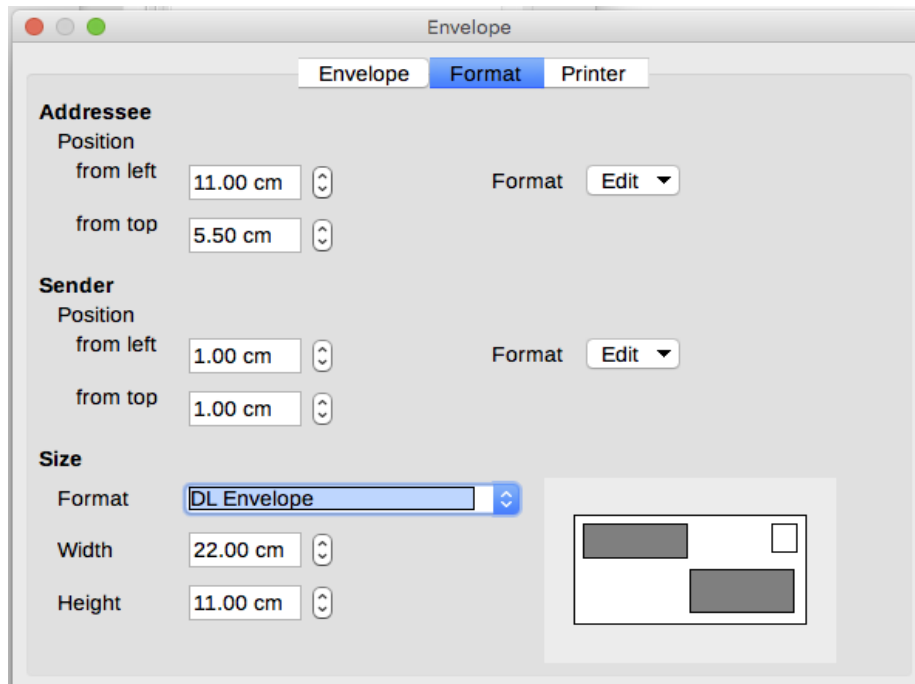 Envelope
Envelope Format Printer
Addressee
Position
from left 11.00 cm Format Edit
from top 5.50 cm
Sender
Position
from left 1.00 cm Format Edit
from top 1.00 cm
Size
Format DL Envelope
Width 22.00 cm
Height 11.00 cm